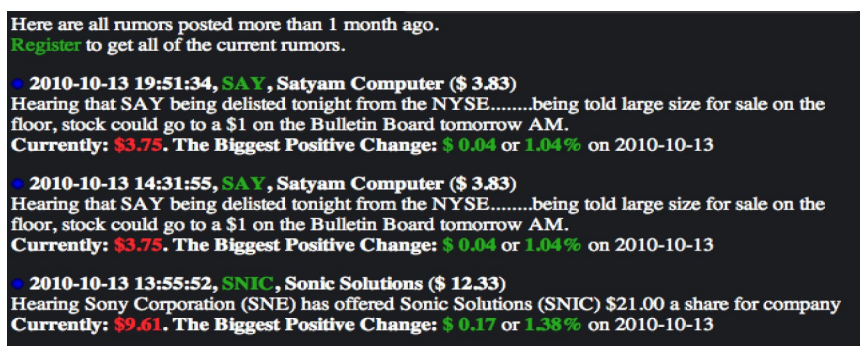 Here are all rumors posted more than 1 month ago.
Register to get all of the current rumors.
2010-10-13 19:51:34, SAY, Satyam Computer ($ 3.83)
Hearing that SAY being delisted tonight from the NYSE........being told large size for sale on the
floor, stock could go to a $1 on the Bulletin Board tomorrow AM.
Currently: $3.75. The Biggest Positive Change: $ 0.04 or 1.04% on 2010-10-13
2010-10-13 14:31:55, SAY, Satyam Computer ($ 3.83)
Hearing that SAY being delisted tonight from the NYSE........being told large size for sale on the
floor, stock could go to a $1 on the Bulletin Board tomorrow AM.
Currently: $3.75. The Biggest Positive Change: $ 0.04 or 1.04% on 2010-10-13
2010-10-13 13:55:52, SNIC, Sonic Solutions ($ 12.33)
Hearing Sony Corporation (SNE) has offered Sonic Solutions (SNIC) $21.00 a share for company
Currently: $9.61. The Biggest Positive Change: $ 0.17 or 1.38% on 2010-10-13